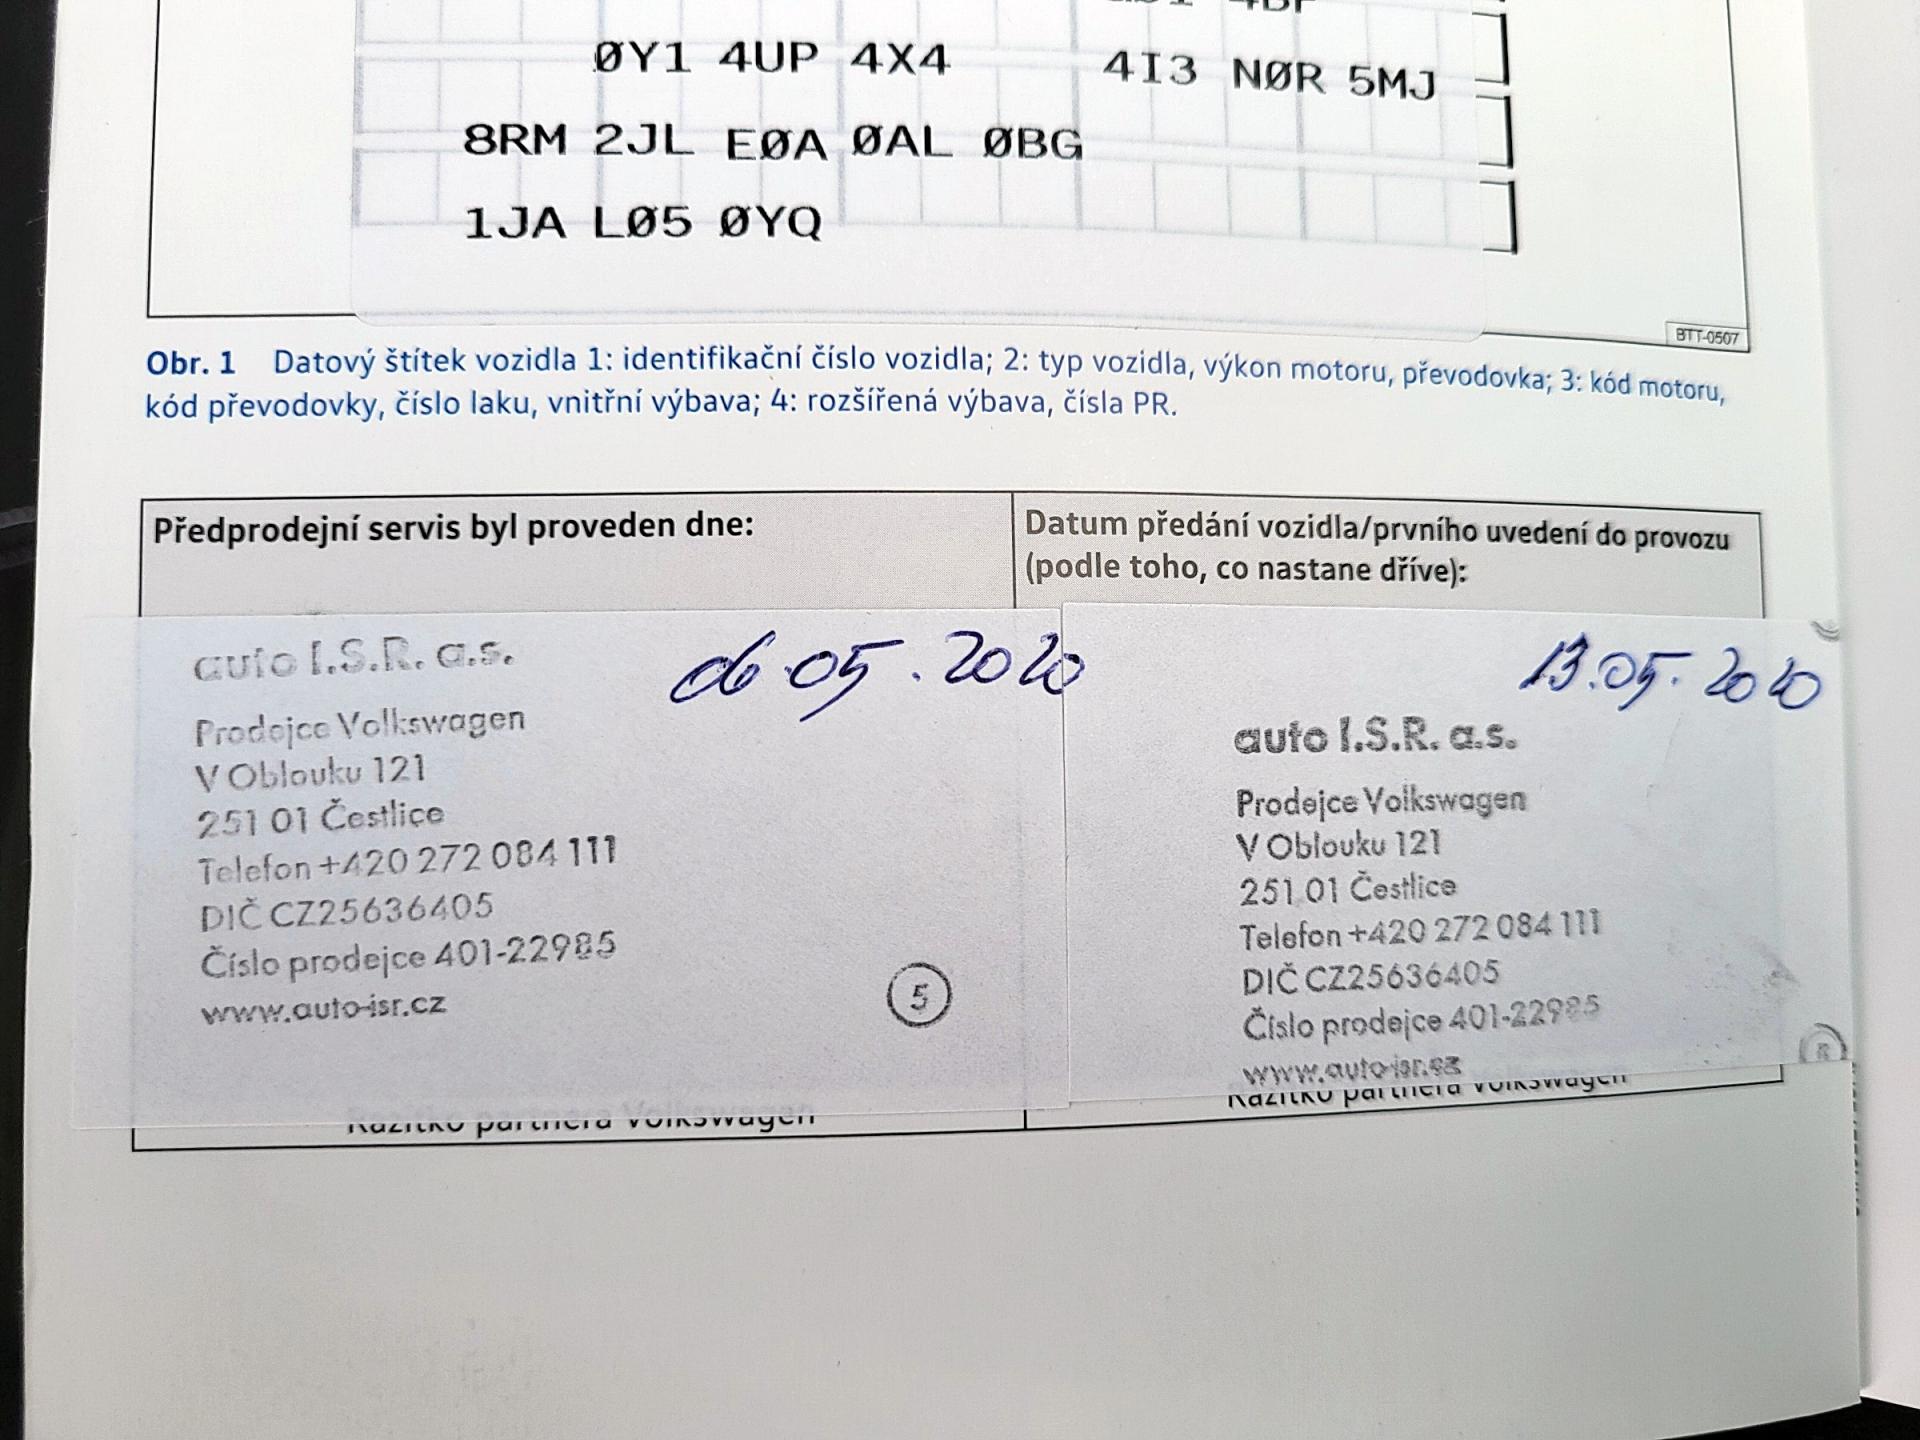 ØY1 4UP 4X4 4I3 NØR 5MJ
8RM 2JL EØA ØAL ØBG
1JA LØ5 ØYQ
BTT-0507
Obr. 1 Datový štítek vozidla 1: identifikační číslo vozidla; 2: typ vozidla, výkon motoru, převodovka; 3: kód motoru,
kód převodovky, číslo laku, vnitřní výbava; 4: rozšířená výbava, čísla PR.
Předprodejní servis byl proveden dne:
Datum předání vozidla/prvního uvedení do provozu
(podle toho, co nastane dříve):
06.05.2020
auto I.S.R. a.s.
Prodejce Volkswagen
V Oblouku 121
251 01 Čestlice
Telefon +420 272 084 111
DIČ CZ25636405
Číslo prodejce 401-22985
www.auto-isr.cz
5
Razítko partnera Volkswagen
13.05.2020
auto I.S.R. a.s.
Prodejce Volkswagen
V Oblouku 121
251 01 Čestlice
Telefon +420 272 084 111
DIČ CZ25636405
Číslo prodejce 401-22985
www.auto-isr.cz
Razítko partnera Volkswagen